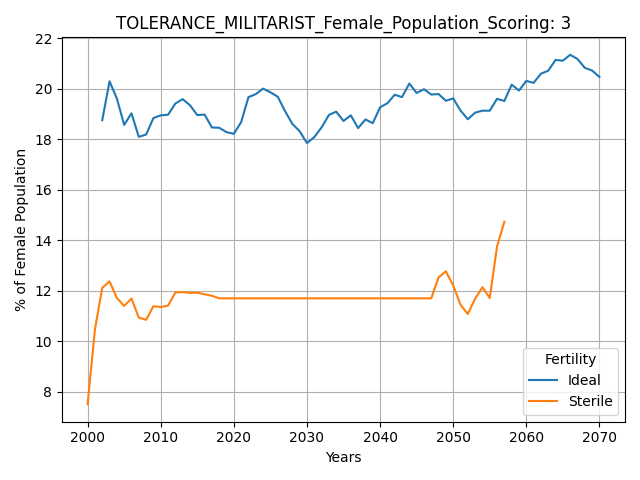 TOLERANCE_MILITARIST_Female_Population_Scoring: 3
% of Female Population
22
20
18
16
14
12
10
8
2000 2010 2020 2030 2040 2050 2060 2070
Years
Fertility
Ideal
Sterile